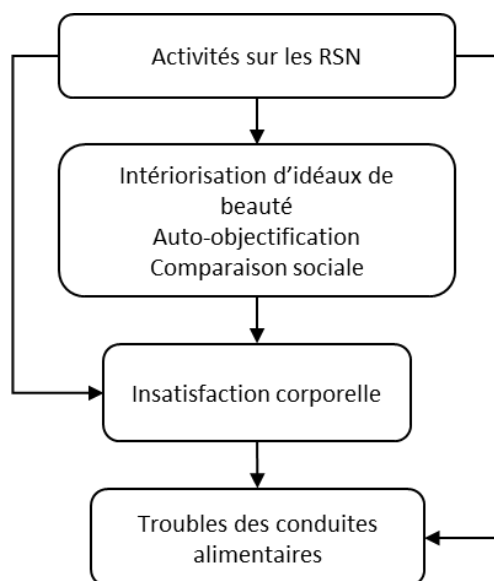 Activités sur les RSN
Intériorisation d’idéaux de
beauté
Auto-objectification
Comparaison sociale
Insatisfaction corporelle
Troubles des conduites
alimentaires